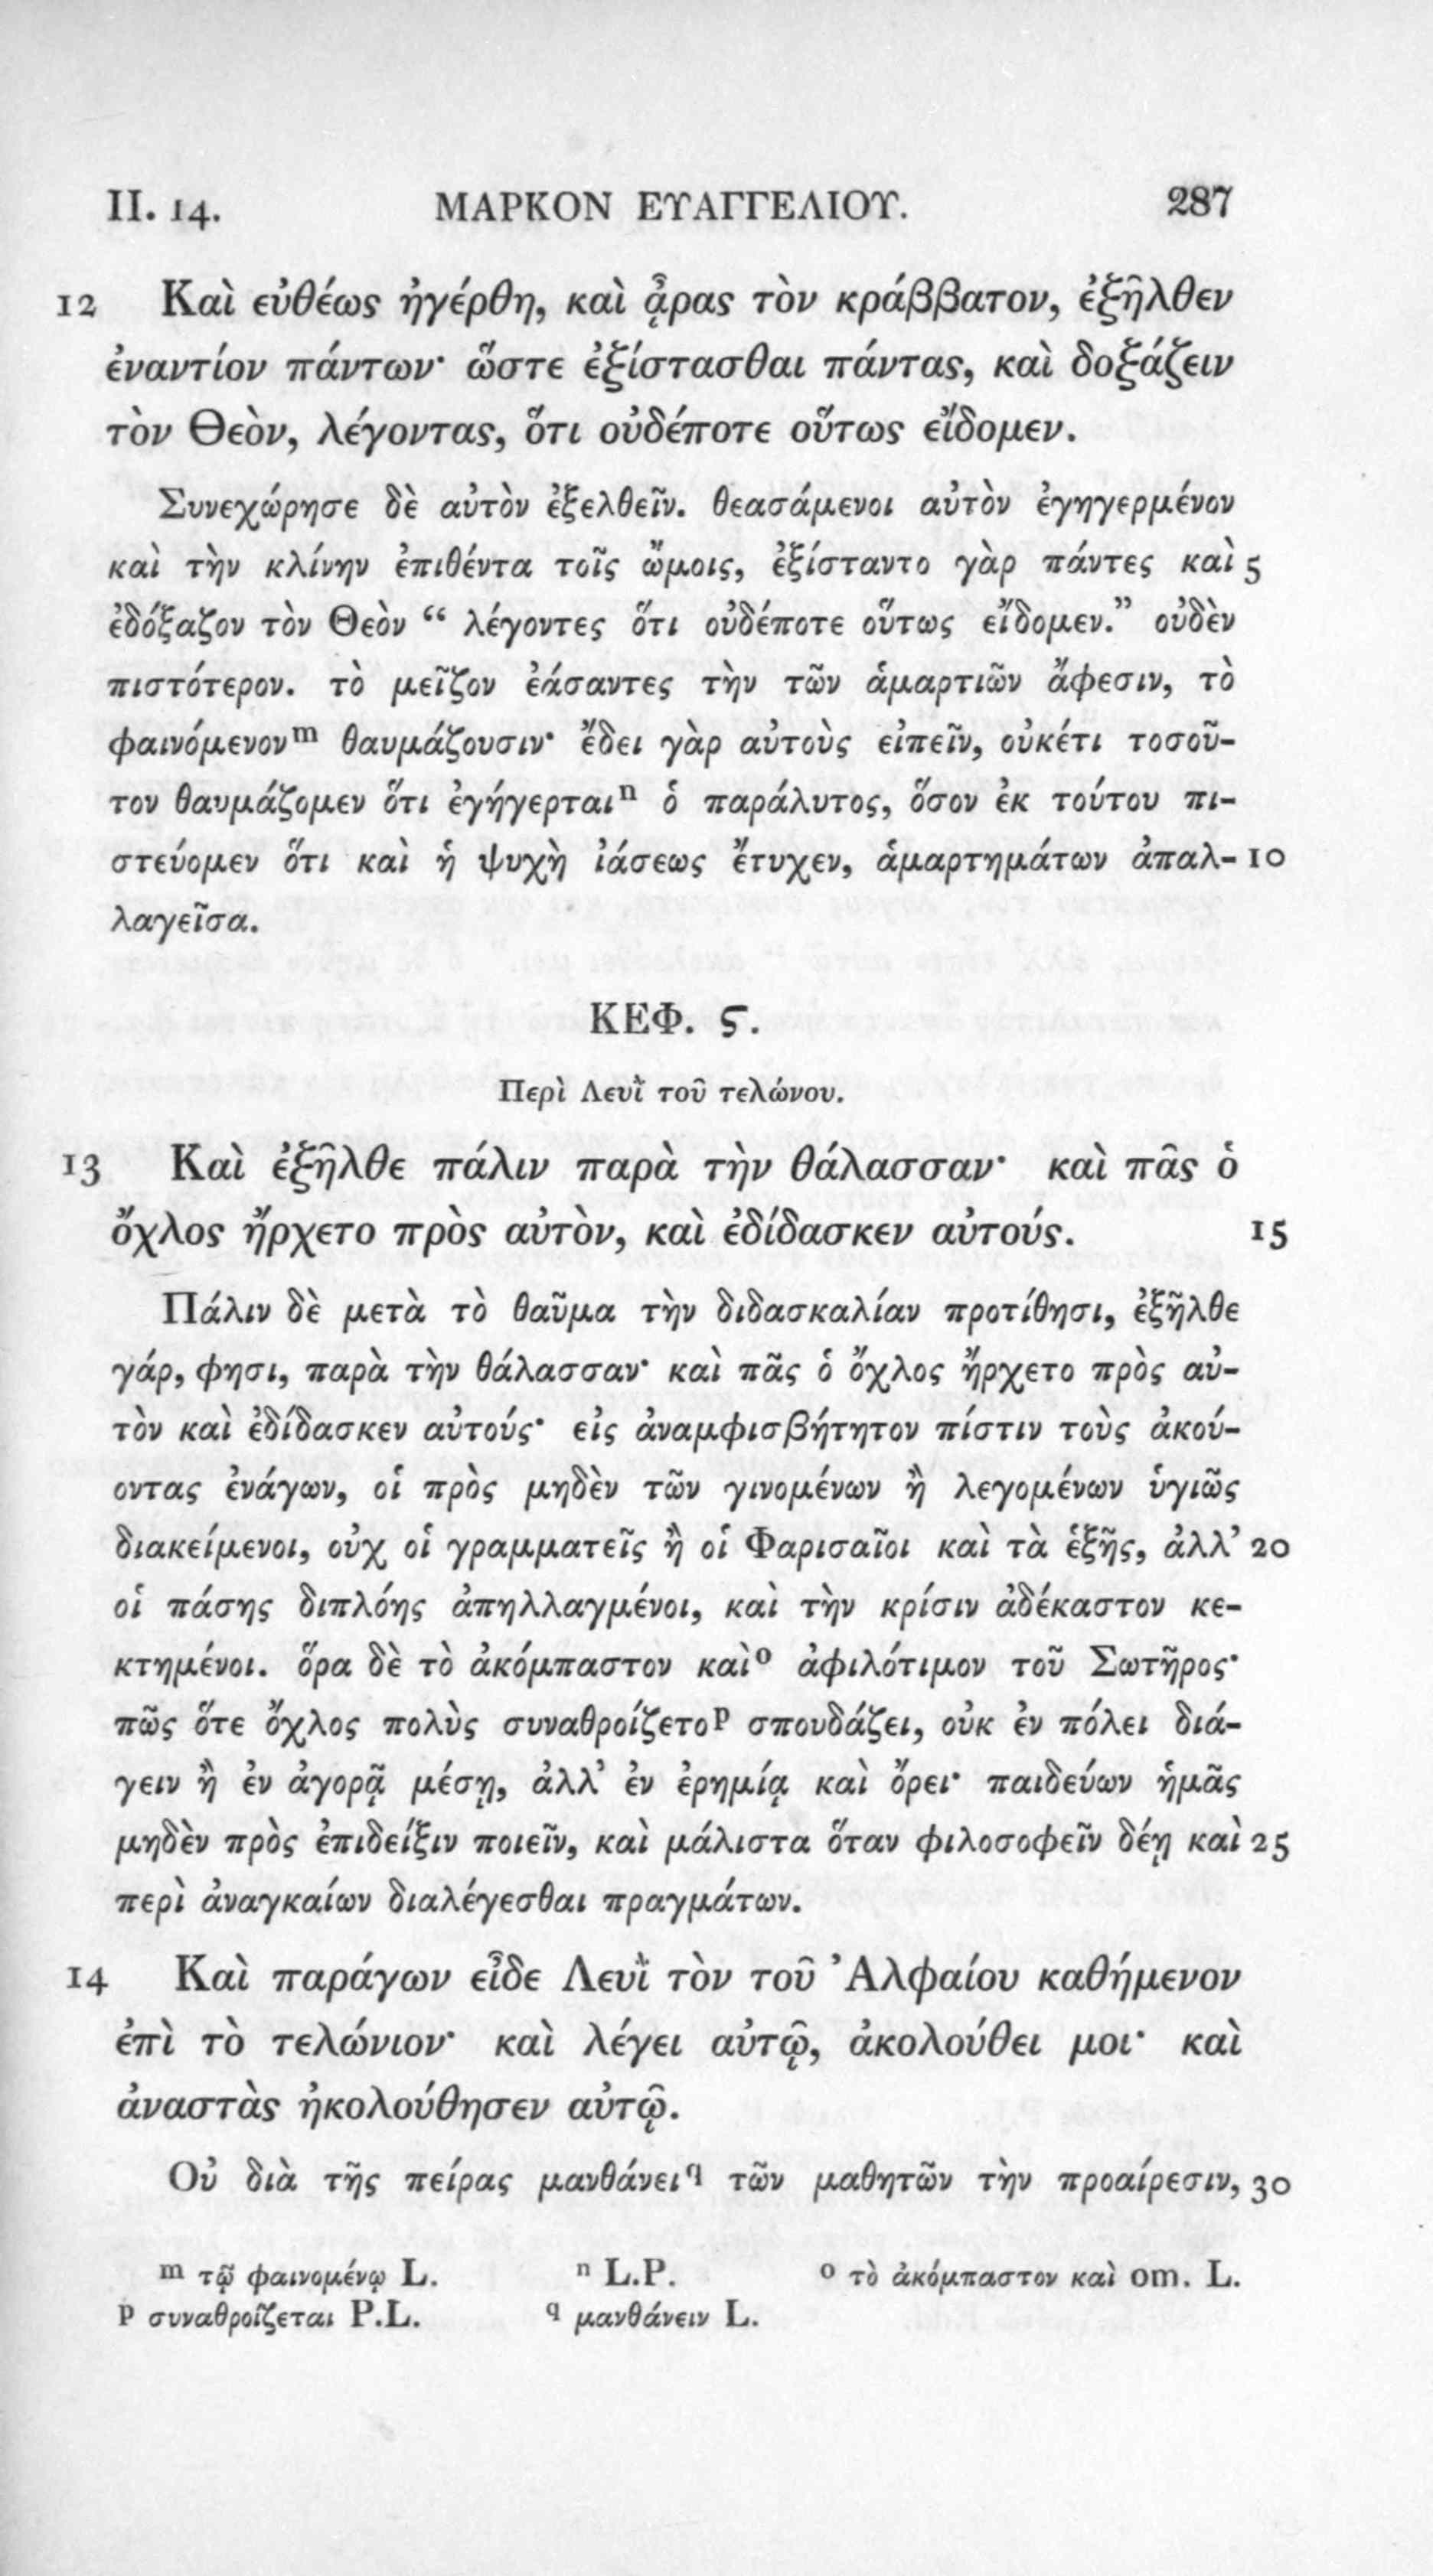 II. 14. ΜΑΡΚΟΝ ΕΥΑΓΓΕΛΙΟΥ. 287
12 Καὶ εὐθέως ἠγέρθη, καὶ ᾆρας τὸν κράββατον, ἐξῆλθεν
ἐναντίον πάντων· ὥστε ἐξίστασθαι πάντας, καὶ δοξάζειν
τὸν Θεὸν, λέγοντας, ὅτι οὐδέποτε οὕτως εἴδομεν.
Συνεχώρησε δὲ αὐτὸν ἐξελθεῖν. θεασάμενοι αὐτὸν ἐγηγερμένον
καὶ τὴν κλίνην ἐπιθέντα τοῖς ὤμοις, ἐξίσταντο γὰρ πάντες καὶ 5
ἐδόξαζον τὸν Θεὸν “ λέγοντες ὅτι οὐδέποτε οὕτως εἴδομεν.” οὐδὲν
πιστότερον. τὸ μεῖζον ἐάσαντες τὴν τῶν ἁμαρτιῶν ἄφεσιν, τὸ
φαινόμενον m θαυμάζουσιν· ἔδει γὰρ αὐτοὺς εἰπεῖν, οὐκέτι τοσοῦ-
τον θαυμάζομεν ὅτι ἐγήγερται n ὁ παράλυτος, ὅσον ἐκ τούτου πι-
στεύομεν ὅτι καὶ ἡ ψυχὴ ἰάσεως ἔτυχεν, ἁμαρτημάτων ἀπαλ- 10
λαγεῖσα.
ΚΕΦ. ϛ.
Περὶ Λευῒ τοῦ τελώνου.
13 Καὶ ἐξῆλθε πάλιν παρὰ τὴν θάλασσαν· καὶ πᾶς ὁ
ὄχλος ἤρχετο πρὸς αὐτὸν, καὶ ἐδίδασκεν αὐτούς. 15
Πάλιν δὲ μετὰ τὸ θαῦμα τὴν διδασκαλίαν προτίθησι, ἐξῆλθε
γάρ, φησι, παρὰ τὴν θάλασσαν· καὶ πᾶς ὁ ὄχλος ἤρχετο πρὸς αὐ-
τὸν καὶ ἐδίδασκεν αὐτούς· εἰς ἀναμφισβήτητον πίστιν τοὺς ἀκού-
οντας ἐνάγων, οἱ πρὸς μηδὲν τῶν γινομένων ἢ λεγομένων ὑγιῶς
διακείμενοι, οὐχ οἱ γραμματεῖς ἢ οἱ Φαρισαῖοι καὶ τὰ ἑξῆς, ἀλλ’ 20
οἱ πάσης διπλόης ἀπηλλαγμένοι, καὶ τὴν κρίσιν ἀδέκαστον κε-
κτημένοι. ὅρα δὲ τὸ ἀκόμπαστον καὶ o ἀφιλότιμον τοῦ Σωτῆρος·
πῶς ὅτε ὄχλος πολὺς συναθροίζετο p σπουδάζει, οὐκ ἐν πόλει διά-
γειν ἢ ἐν ἀγορᾷ μέσῃ, ἀλλ’ ἐν ἐρημίᾳ καὶ ὄρει· παιδεύων ἡμᾶς
μηδὲν πρὸς ἐπιδείξιν ποιεῖν, καὶ μάλιστα ὅταν φιλοσοφεῖν δέῃ καὶ 25
περὶ ἀναγκαίων διαλέγεσθαι πραγμάτων.
14 Καὶ παράγων εἶδε Λευῒ τὸν τοῦ Ἀλφαίου καθήμενον
ἐπὶ τὸ τελώνιον· καὶ λέγει αὐτῷ, ἀκολούθει μοι· καὶ
ἀναστὰς ἠκολούθησεν αὐτῷ.
Οὐ διὰ τῆς πείρας μανθάνει q τῶν μαθητῶν τὴν προαίρεσιν, 30
m τῷ φαινομένῳ L. n L.P. o τὸ ἀκόμπαστον καὶ om. L.
p συναθροίζεται P.L. q μανθάνειν L.